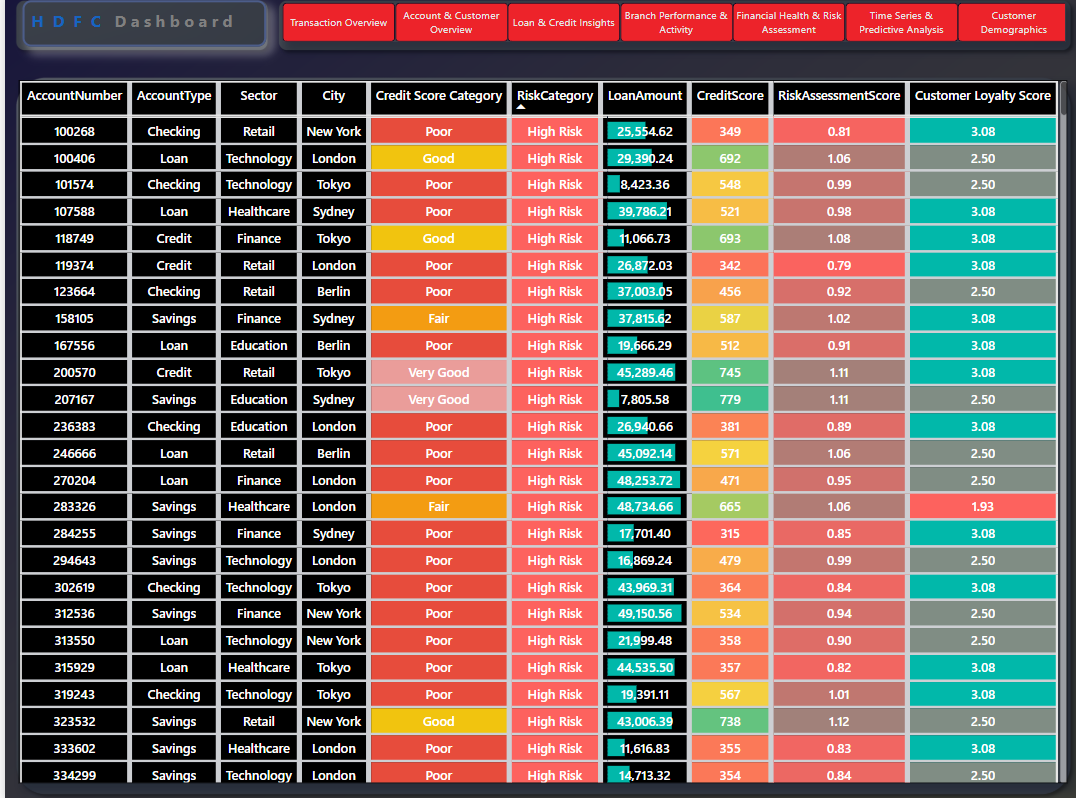 HDFC Dashboard
Transaction Overview
Account & Customer
Overview
Loan & Credit Insights
Branch Performance &
Activity
Financial Health & Risk
Assessment
Time Series &
Predictive Analysis
Customer
Demographics
AccountNumber AccountType Sector City Credit Score Category RiskCategory LoanAmount CreditScore RiskAssessmentScore Customer Loyalty Score
100268 Checking Retail New York Poor High Risk 25,554.62 349 0.81 3.08
100406 Loan Technology London Good High Risk 29,390.24 692 1.06 2.50
101574 Checking Technology Tokyo Poor High Risk 8,423.36 548 0.99 2.50
107588 Loan Healthcare Sydney Poor High Risk 39,786.21 521 0.98 3.08
118749 Credit Finance Tokyo Good High Risk 11,066.73 693 1.08 3.08
119374 Credit Retail London Poor High Risk 26,872.03 342 0.79 3.08
123664 Checking Retail Berlin Poor High Risk 37,003.05 456 0.92 2.50
158105 Savings Finance Sydney Fair High Risk 37,815.62 587 1.02 3.08
167556 Loan Education Berlin Poor High Risk 19,666.29 512 0.91 3.08
200570 Credit Retail Tokyo Very Good High Risk 45,289.46 745 1.11 3.08
207167 Savings Education Sydney Very Good High Risk 7,805.58 779 1.11 2.50
236383 Checking Education London Poor High Risk 26,940.66 381 0.89 3.08
246666 Loan Retail Berlin Poor High Risk 45,092.14 571 1.06 2.50
270204 Loan Finance London Poor High Risk 48,253.72 471 0.95 2.50
283326 Savings Healthcare London Fair High Risk 48,734.66 665 1.06 1.93
284255 Savings Finance Sydney Poor High Risk 17,701.40 315 0.85 3.08
294643 Savings Technology London Poor High Risk 16,869.24 479 0.99 2.50
302619 Checking Technology Tokyo Poor High Risk 43,969.31 364 0.84 3.08
312536 Savings Finance New York Poor High Risk 49,150.56 534 0.94 2.50
313550 Loan Technology New York Poor High Risk 21,999.48 358 0.90 2.50
315929 Loan Healthcare Tokyo Poor High Risk 44,535.50 357 0.82 3.08
319243 Checking Technology Tokyo Poor High Risk 19,391.11 567 1.01 3.08
323532 Savings Retail New York Good High Risk 43,006.39 738 1.12 2.50
333602 Savings Healthcare London Poor High Risk 11,616.83 355 0.83 3.08
334299 Savings Technology London Poor High Risk 14,713.32 354 0.84 2.50